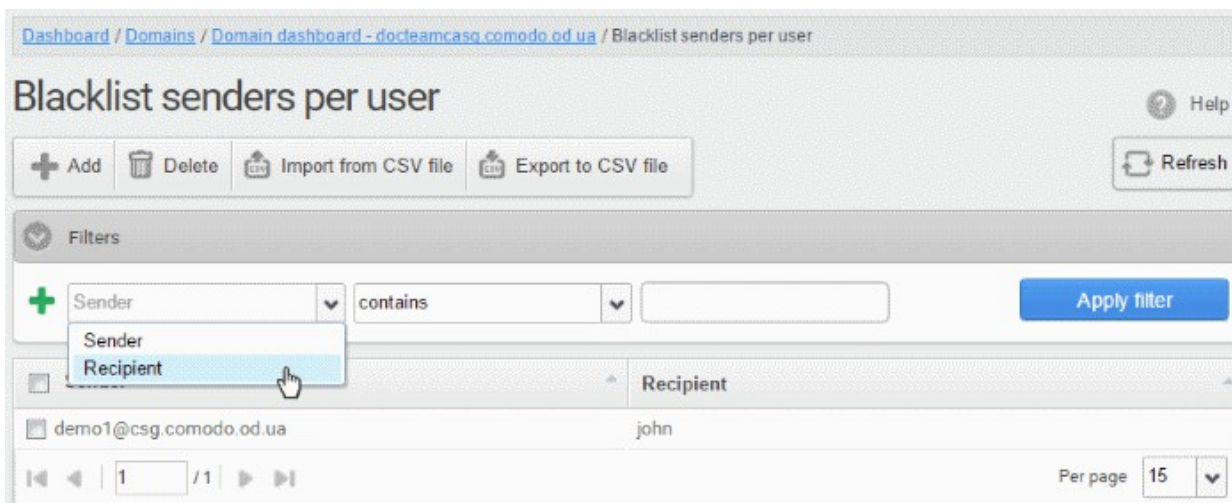 Dashboard / Domains / Domain dashboard - docteamcasg.comodo.od.ua / Blacklist senders per user
Blacklist senders per user
Help
Add Delete Import from CSV file Export to CSV file Refresh
Filters
Sender contains Apply filter
Sender
Recipient
Recipient
demo1@csg.comodo.od.ua john
1 / 1 Per page 15